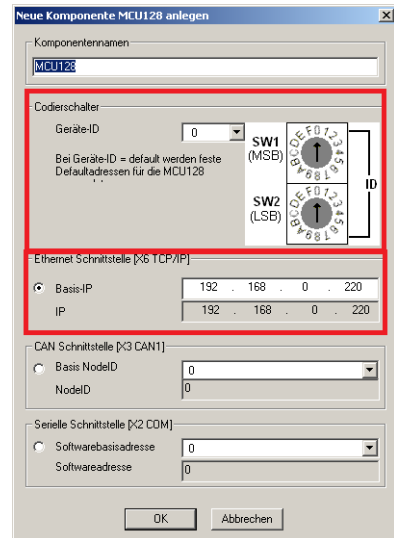 Neue Komponente MCU128 anlegen
Komponentennamen
MCU128
Codierschalter
Geräte-ID 0
Bei Geräte-ID = default werden feste
Defaultadressen für die MCU128
SW1
(MSB)
SW2
(LSB)
ID
Ethernet Schnittstelle [X6 TCP/IP]
Basis-IP 192 . 168 . 0 . 220
IP 192 . 168 . 0 . 220
CAN Schnittstelle [X3 CAN1]
Basis NodeID 0
NodeID 0
Serielle Schnittstelle [X2 COM]
Softwarebasisadresse 0
Softwareadresse 0
OK Abbrechen